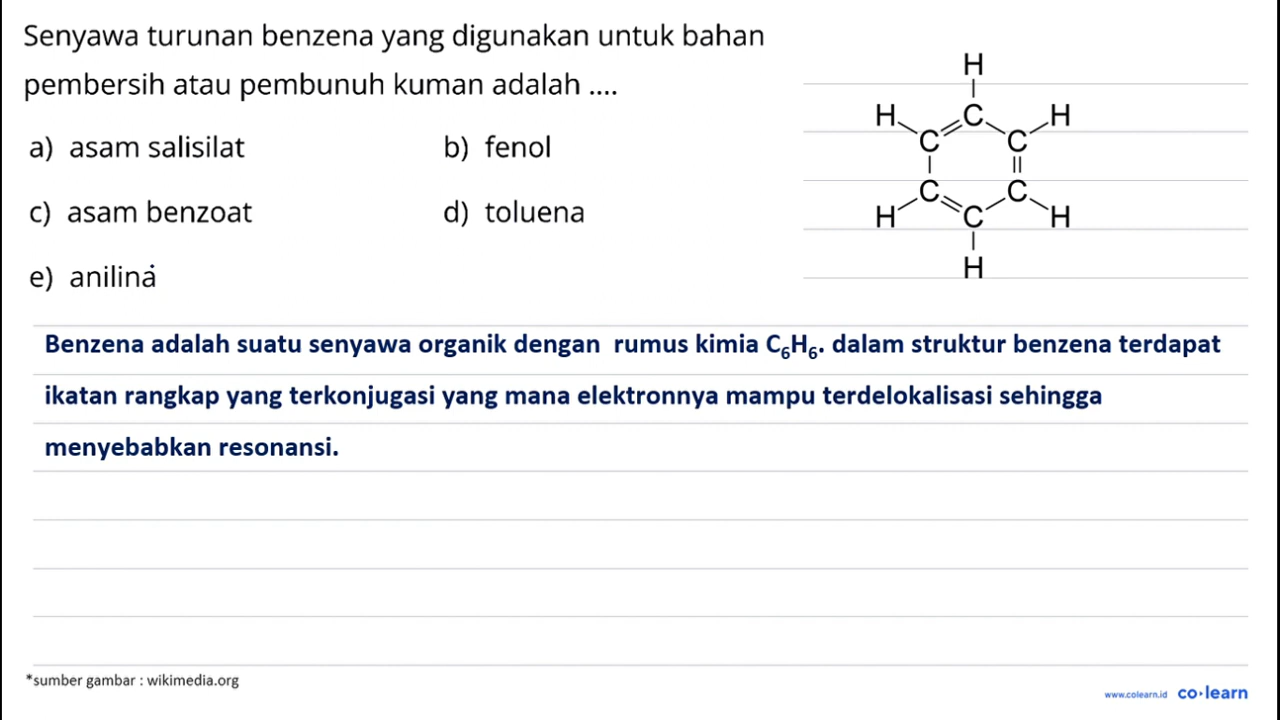 Senyawa turunan benzena yang digunakan untuk bahan
pembersih atau pembunuh kuman adalah ....
a) asam salisilat b) fenol
c) asam benzoat d) toluena
e) anilina
H
H C H
C C
C C
H C H
H
Benzena adalah suatu senyawa organik dengan rumus kimia C₆H₆. dalam struktur benzena terdapat
ikatan rangkap yang terkonjugasi yang mana elektronnya mampu terdelokalisasi sehingga
menyebabkan resonansi.
*sumber gambar : wikimedia.org
www.colearn.id co·learn